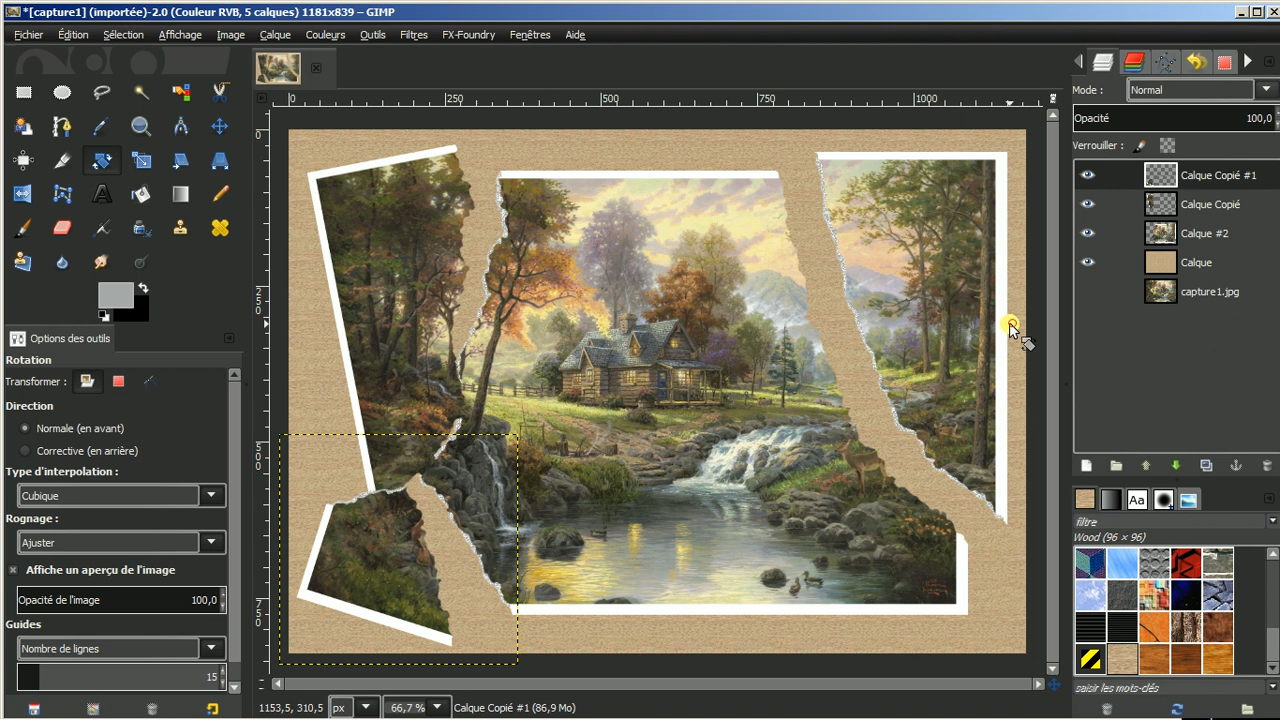 *[capture1] (importée)-2.0 (Couleur RVB, 5 calques) 1181x839 – GIMP
Fichier Édition Sélection Affichage Image Calque Couleurs Outils Filtres FX-Foundry Fenêtres Aide
0 250 500 750 1000
0
250
500
750
Options des outils
Rotation
Transformer :
Direction
Normale (en avant)
Corrective (en arrière)
Type d'interpolation :
Cubique
Rognage :
Ajuster
Affiche un aperçu de l'image
Opacité de l'image 100,0
Guides
Nombre de lignes
15
1153,5, 310,5 px 66,7 % Calque Copié #1 (86,9 Mo)
Mode : Normal
Opacité 100,0
Verrouiller :
Calque Copié #1
Calque Copié
Calque #2
Calque
capture1.jpg
Aa
filtre
Wood (96 × 96)
saisir les mots-clés